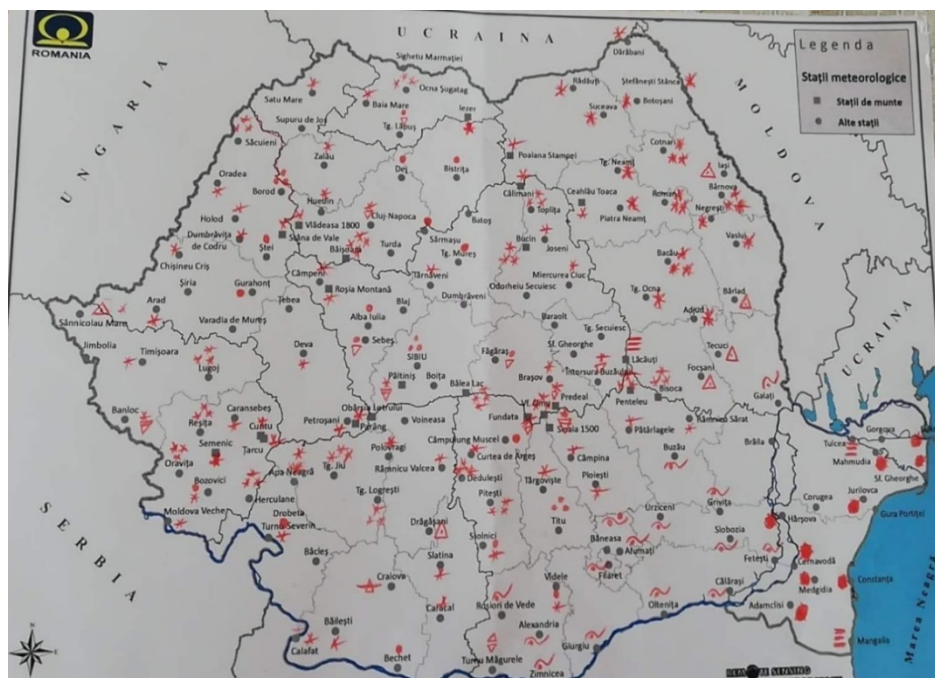 ROMANIA
UCRAINA
Legenda
Stații meteorologice
Stații de munte
Alte stații
UNGARIA
MOLDOVA
UCRAINA
SERBIA
Marea Neagră
Dărăbani
Sighetu Marmației
Rădăuți
Ștefănești Stânca
Satu Mare
Ocna Șugatag
Baia Mare
Suceava
Botoșani
Iezer
Supuru de Jos
Tg. Lăpuș
Săcuieni
Cotnari
Zalău
Poiana Stampei
Dej
Bistrița
Tg. Neamț
Iași
Oradea
Ceahlău Toaca
Roman
Bârnova
Borod
Călimani
Huedin
Toplița
Piatra Neamț
Negrești
Holod
Cluj-Napoca
Batoș
Vlădeasa 1800
Stâna de Vale
Dumbrăvița
de Codru
Ștei
Băișoara
Turda
Sărmașu
Bucin
Joseni
Vaslui
Chișineu Criș
Tg. Mureș
Bacău
Câmpeni
Târnăveni
Miercurea Ciuc
Șiria
Gurahonț
Roșia Montană
Odorheiu Secuiesc
Tg. Ocna
Bârlad
Țebea
Blaj
Dumbrăveni
Arad
Alba Iulia
Adjud
Sânnicolau Mare
Varadia de Mureș
Baraolt
Tg. Secuiesc
Jimbolia
Timișoara
Deva
Sebeș
SIBIU
Făgăraș
Sf. Gheorghe
Lăcăuți
Tecuci
Lugoj
Întorsura Buzăului
Focșani
Păltiniș
Boița
Brașov
Bâlea Lac
Predeal
Penteleu
Bisoca
Galați
Banloc
Caransebeș
Obârșia Lotrului
Reșița
Petroșani
Parâng
Voineasa
Fundata
Sinaia 1500
Râmnicu Sărat
Cuntu
Semenic
Țarcu
Câmpulung Muscel
Pătârlagele
Polovragi
Curtea de Argeș
Buzău
Brăila
Tulcea
Gorgova
Mahmudia
Oravița
Apa Neagră
Râmnicu Valcea
Câmpina
Sf. Gheorghe
Tg. Jiu
Dedulești
Bozovici
Târgoviște
Ploiești
Herculane
Tg. Logrești
Pitești
Corugea
Jurilovca
Moldova Veche
Drobeta
Turnu Severin
Urziceni
Grivița
Gura Portiței
Drăgășani
Titu
Hârșova
Stolnici
Slobozia
Băneasa
Afumați
Bâcleș
Slatina
Fetești
Cernavodă
Filaret
Craiova
Videle
Călărași
Medgidia
Constanța
Caracal
Roșiori de Vede
Oltenița
Adamclisi
Băilești
Alexandria
Calafat
Giurgiu
Mangalia
Bechet
Turnu Măgurele
Zimnicea